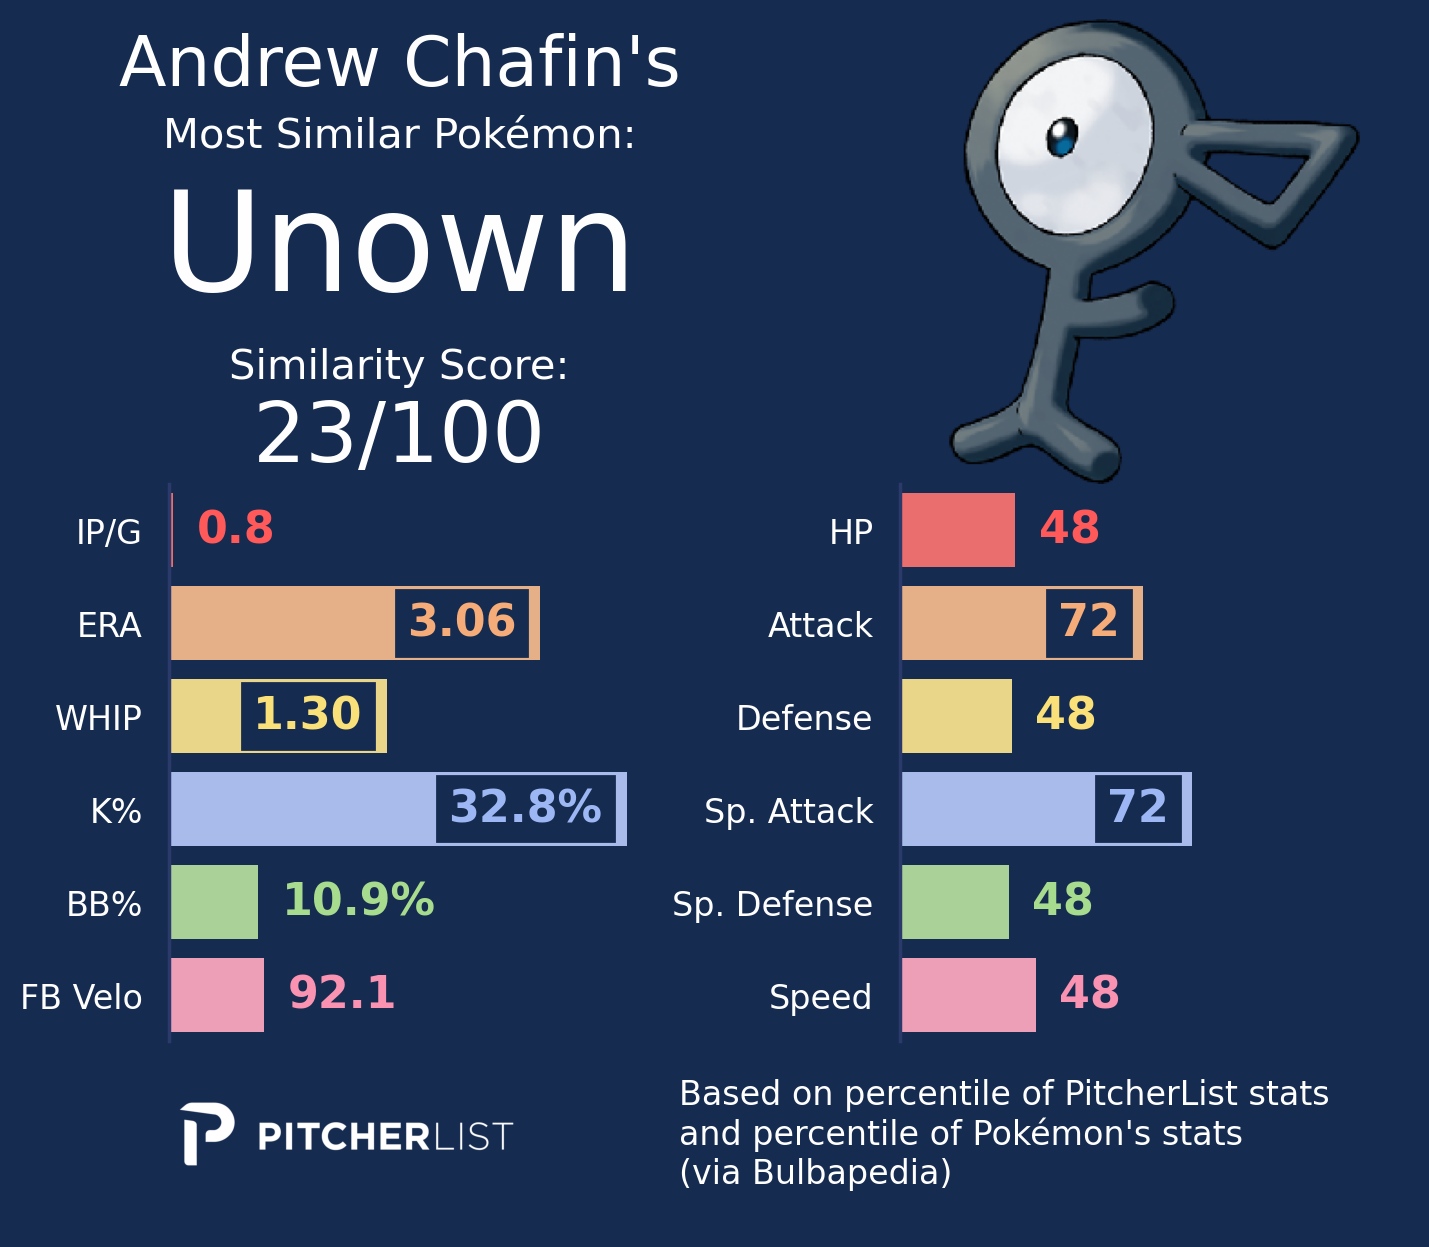 Andrew Chafin's
Most Similar Pokémon:
Unown
Similarity Score:
23/100
IP/G 0.8
ERA 3.06
WHIP 1.30
K% 32.8%
BB% 10.9%
FB Velo 92.1
HP 48
Attack 72
Defense 48
Sp. Attack 72
Sp. Defense 48
Speed 48
PITCHERLIST
Based on percentile of PitcherList stats
and percentile of Pokémon's stats
(via Bulbapedia)